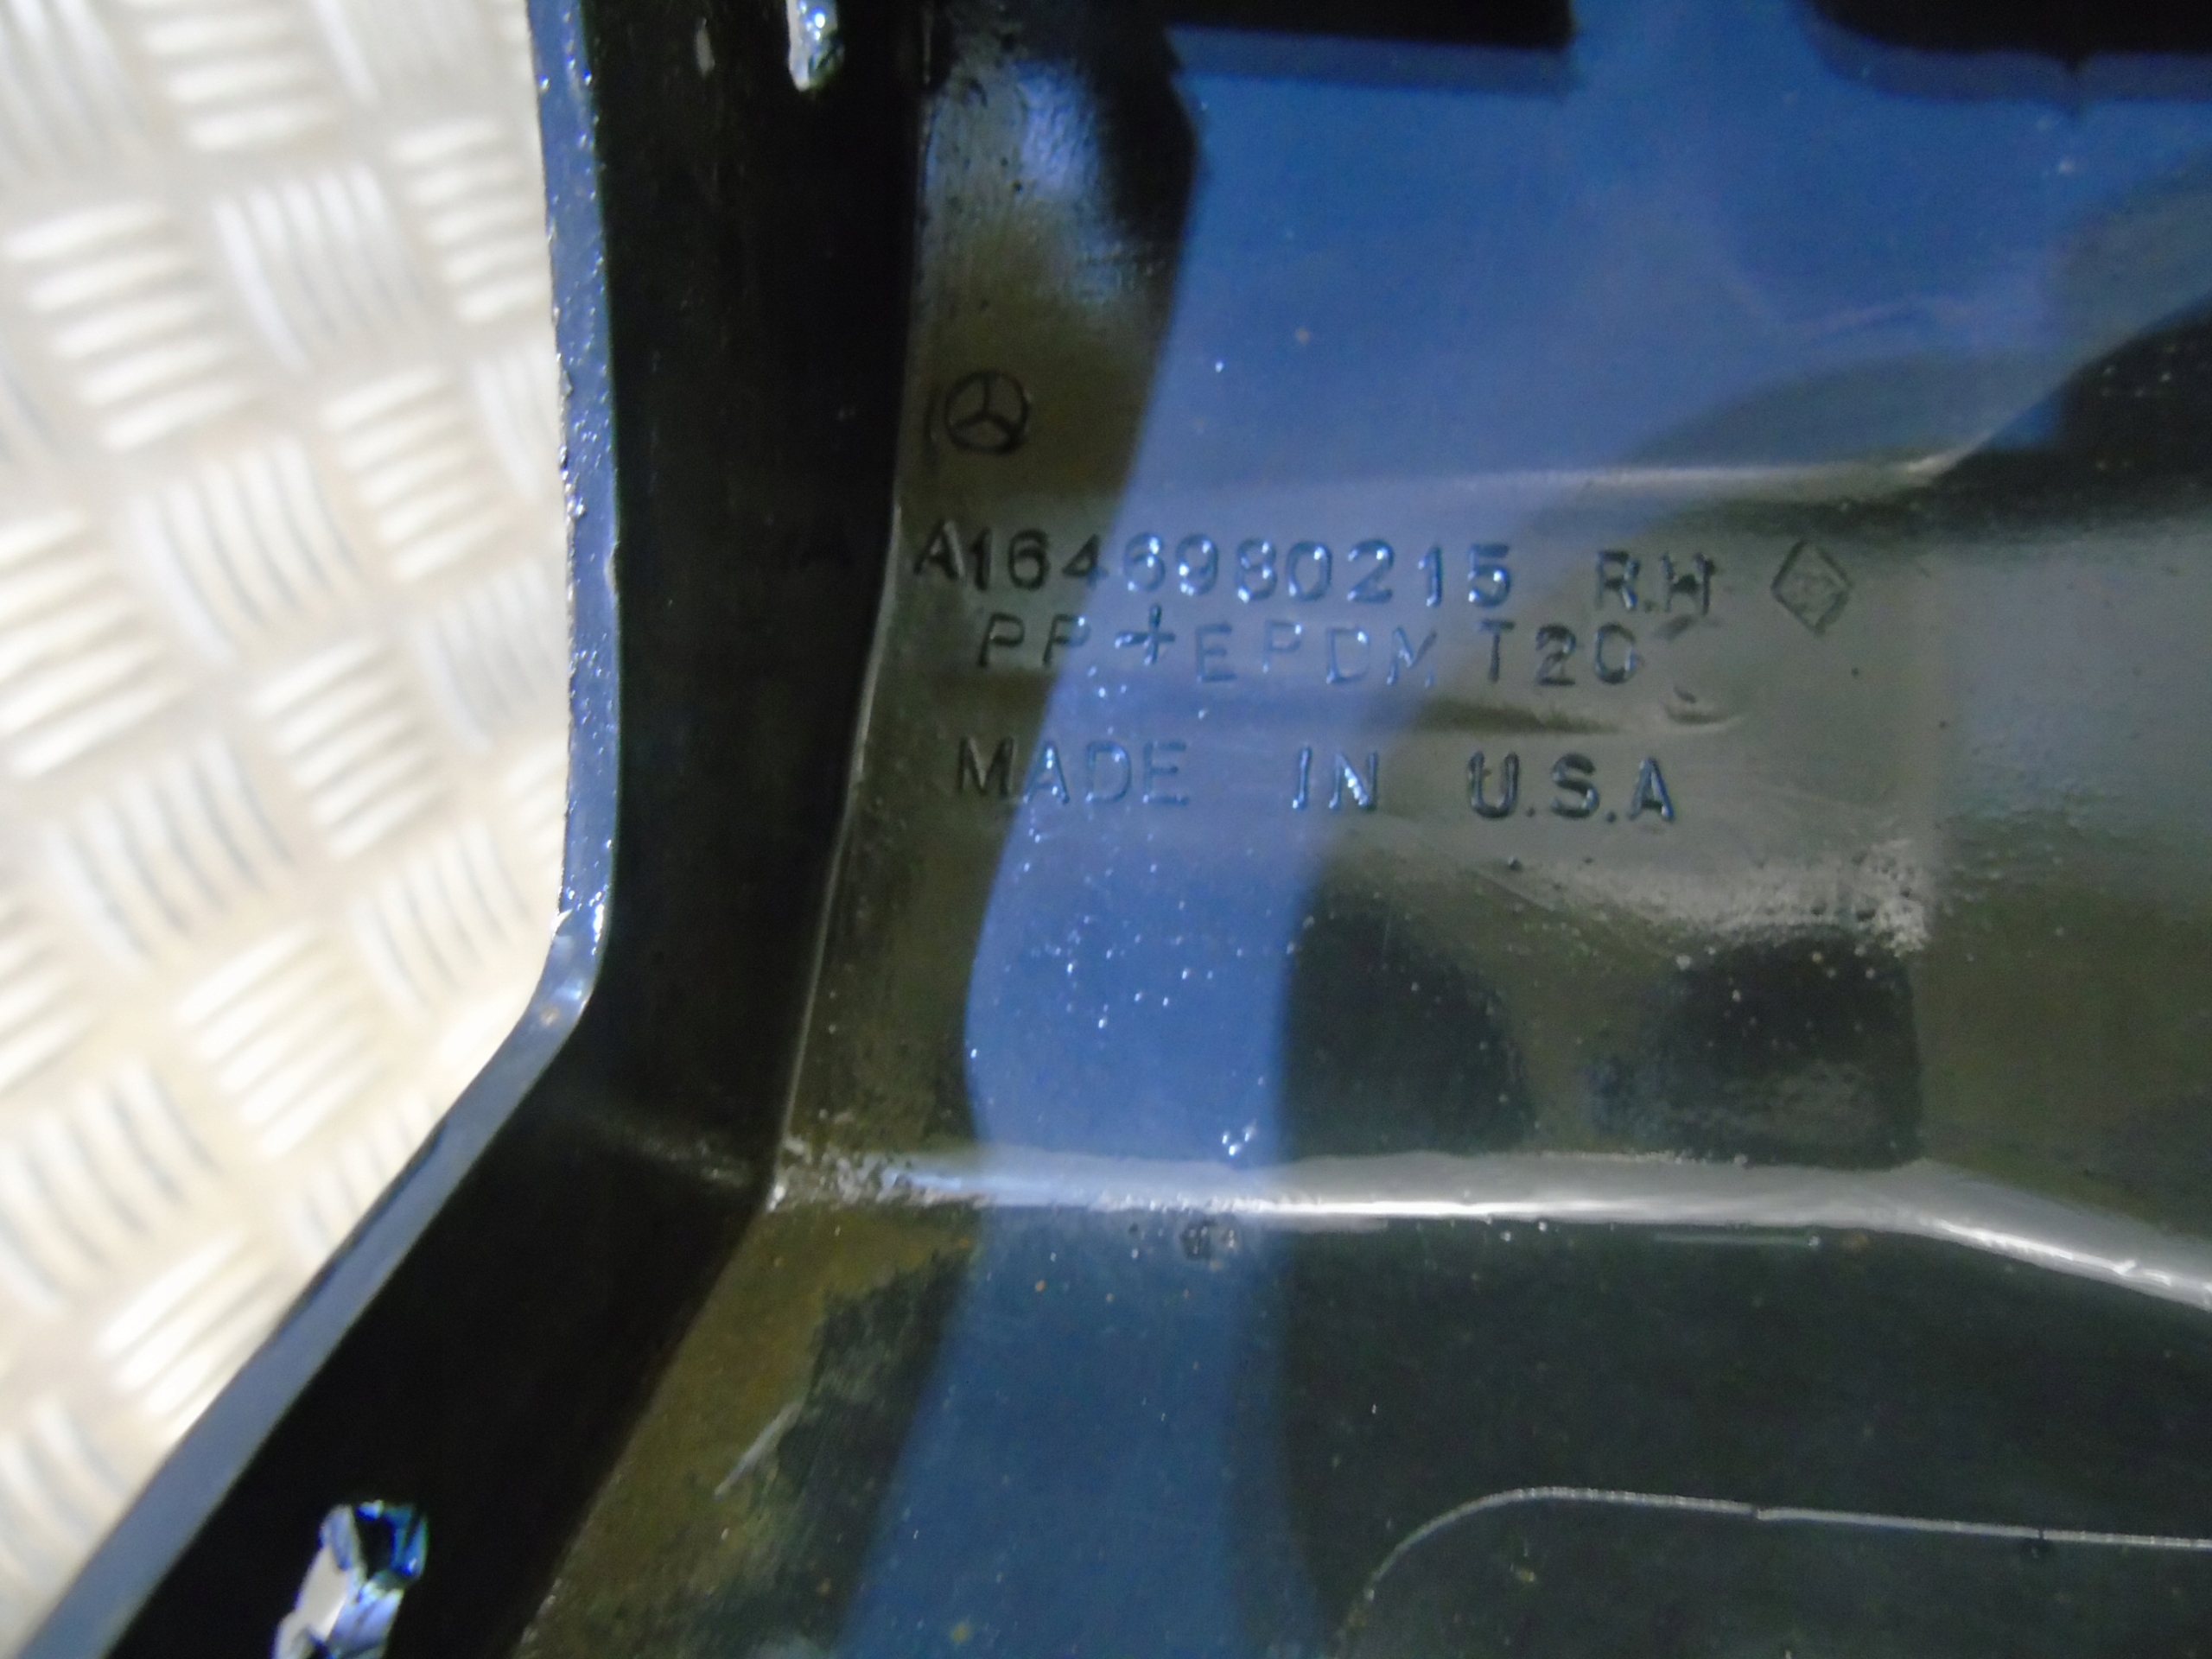 A1646980215 R.H
PP+EPDM T20
MADE IN U.S.A